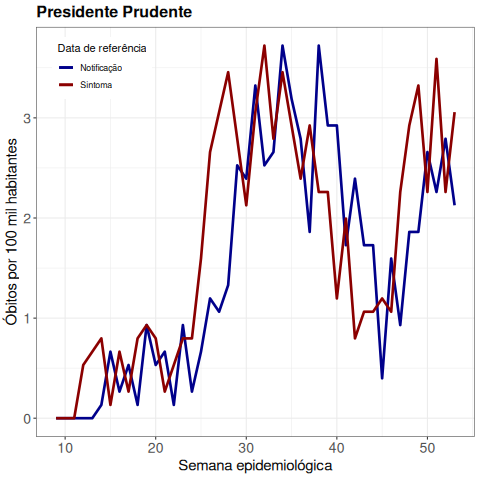 Presidente Prudente
Data de referência
Notificação
Sintoma
Óbitos por 100 mil habitantes
3
2
1
0
10 20 30 40 50
Semana epidemiológica